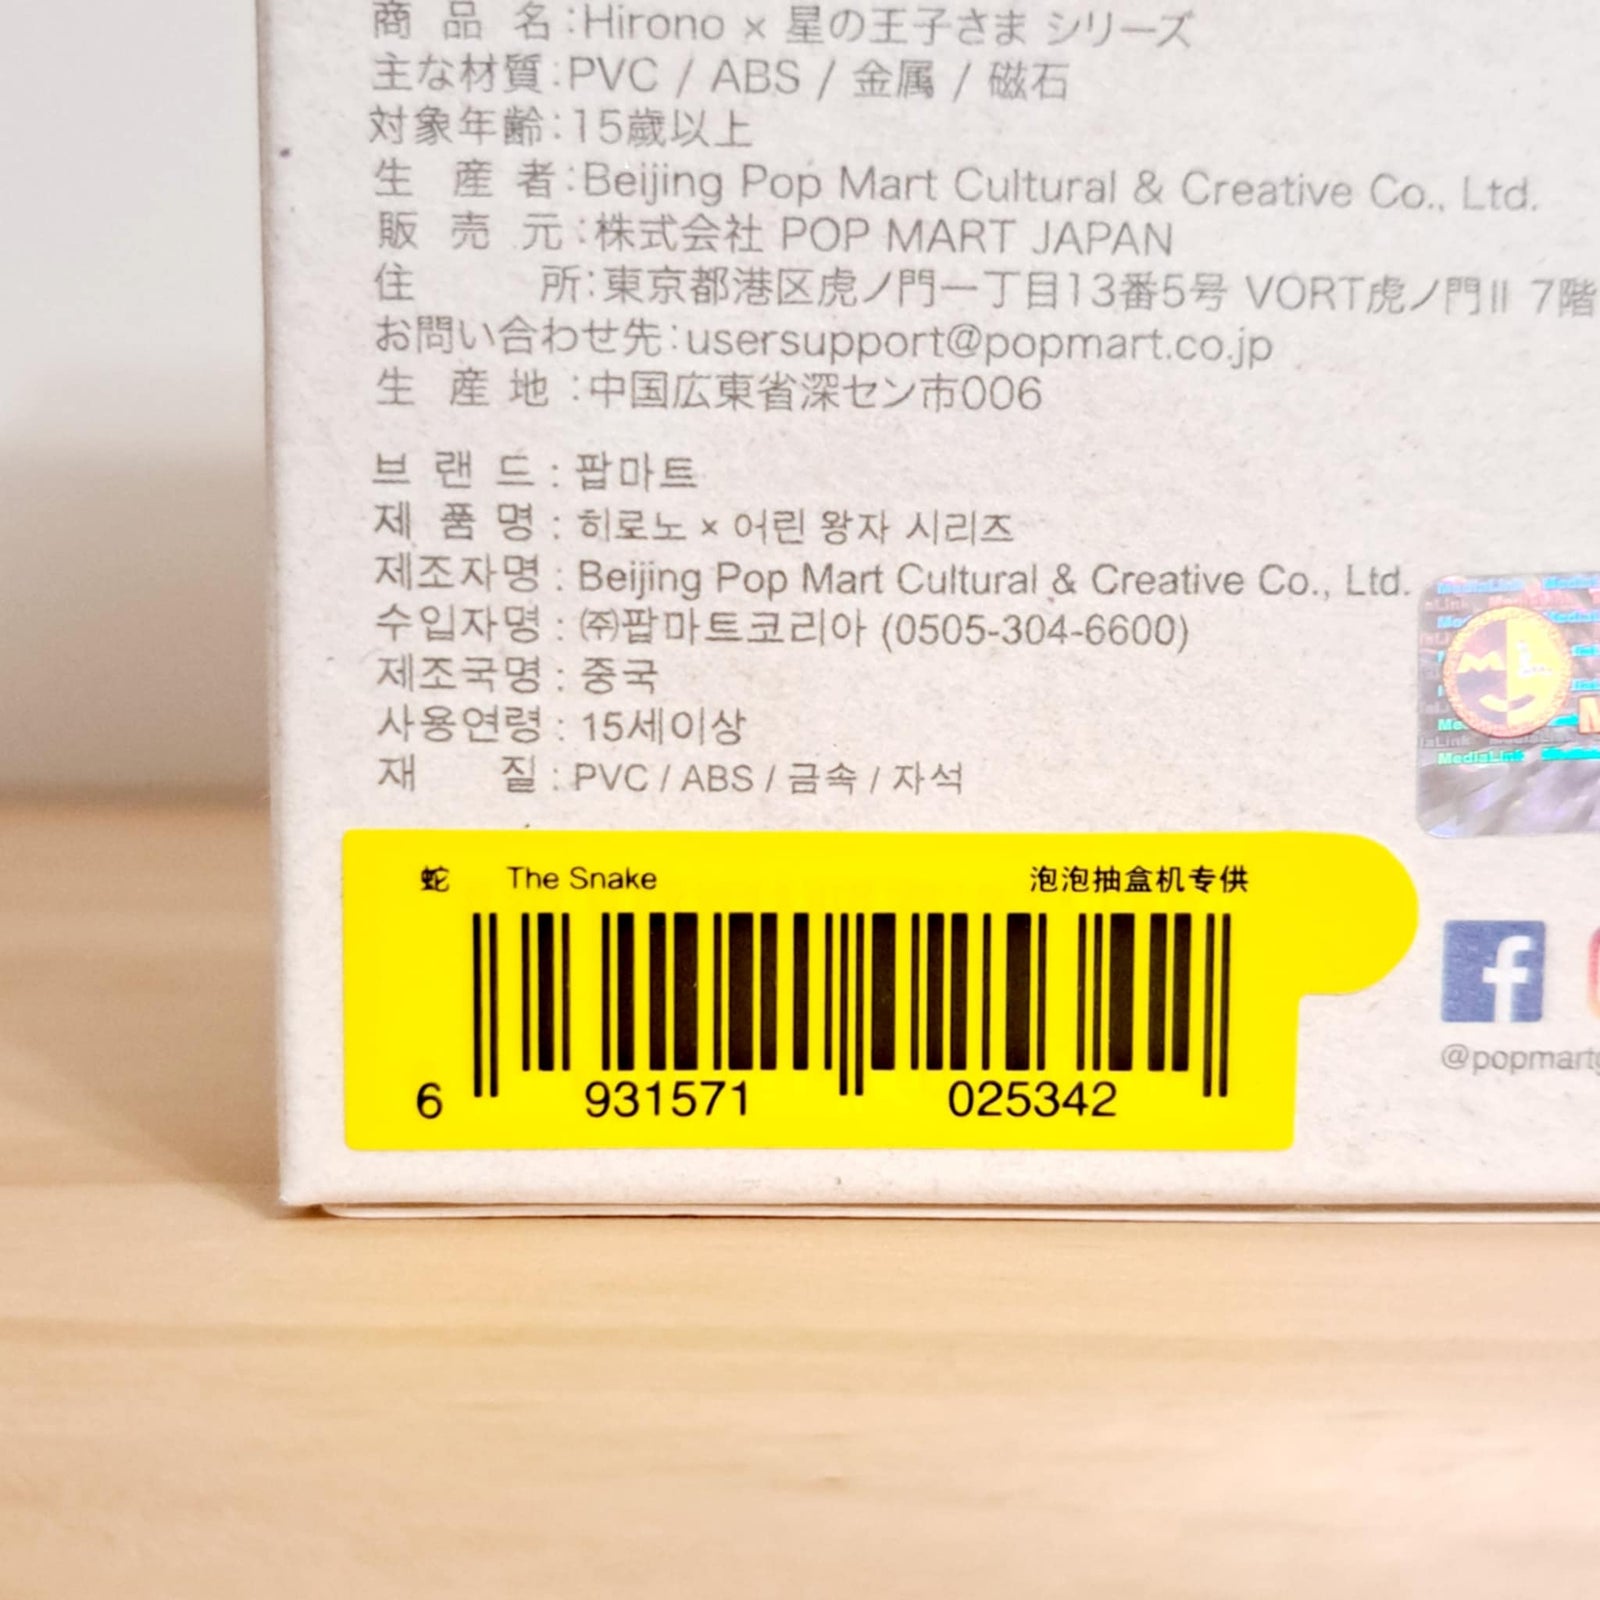 商品名：Hirono × 星の王子さま シリーズ
主な材質：PVC / ABS / 金属 / 磁石
対象年齢：15歳以上
生産者：Beijing Pop Mart Cultural & Creative Co., Ltd.
販売元：株式会社 POP MART JAPAN
住所：東京都港区虎ノ門一丁目13番5号 VORT虎ノ門II 7階
お問い合わせ先：usersupport@popmart.co.jp
生産地：中国広東省深セン市006
브랜드 : 팝마트
제품명 : 히로노 × 어린 왕자 시리즈
제조자명 : Beijing Pop Mart Cultural & Creative Co., Ltd.
수입자명 : ㈜팝마트코리아 (0505-304-6600)
제조국명 : 중국
사용연령 : 15세이상
재질 : PVC / ABS / 금속 / 자석
蛇 The Snake 泡泡抽盒机专供
6 931571 025342
MediaLink
@popmart